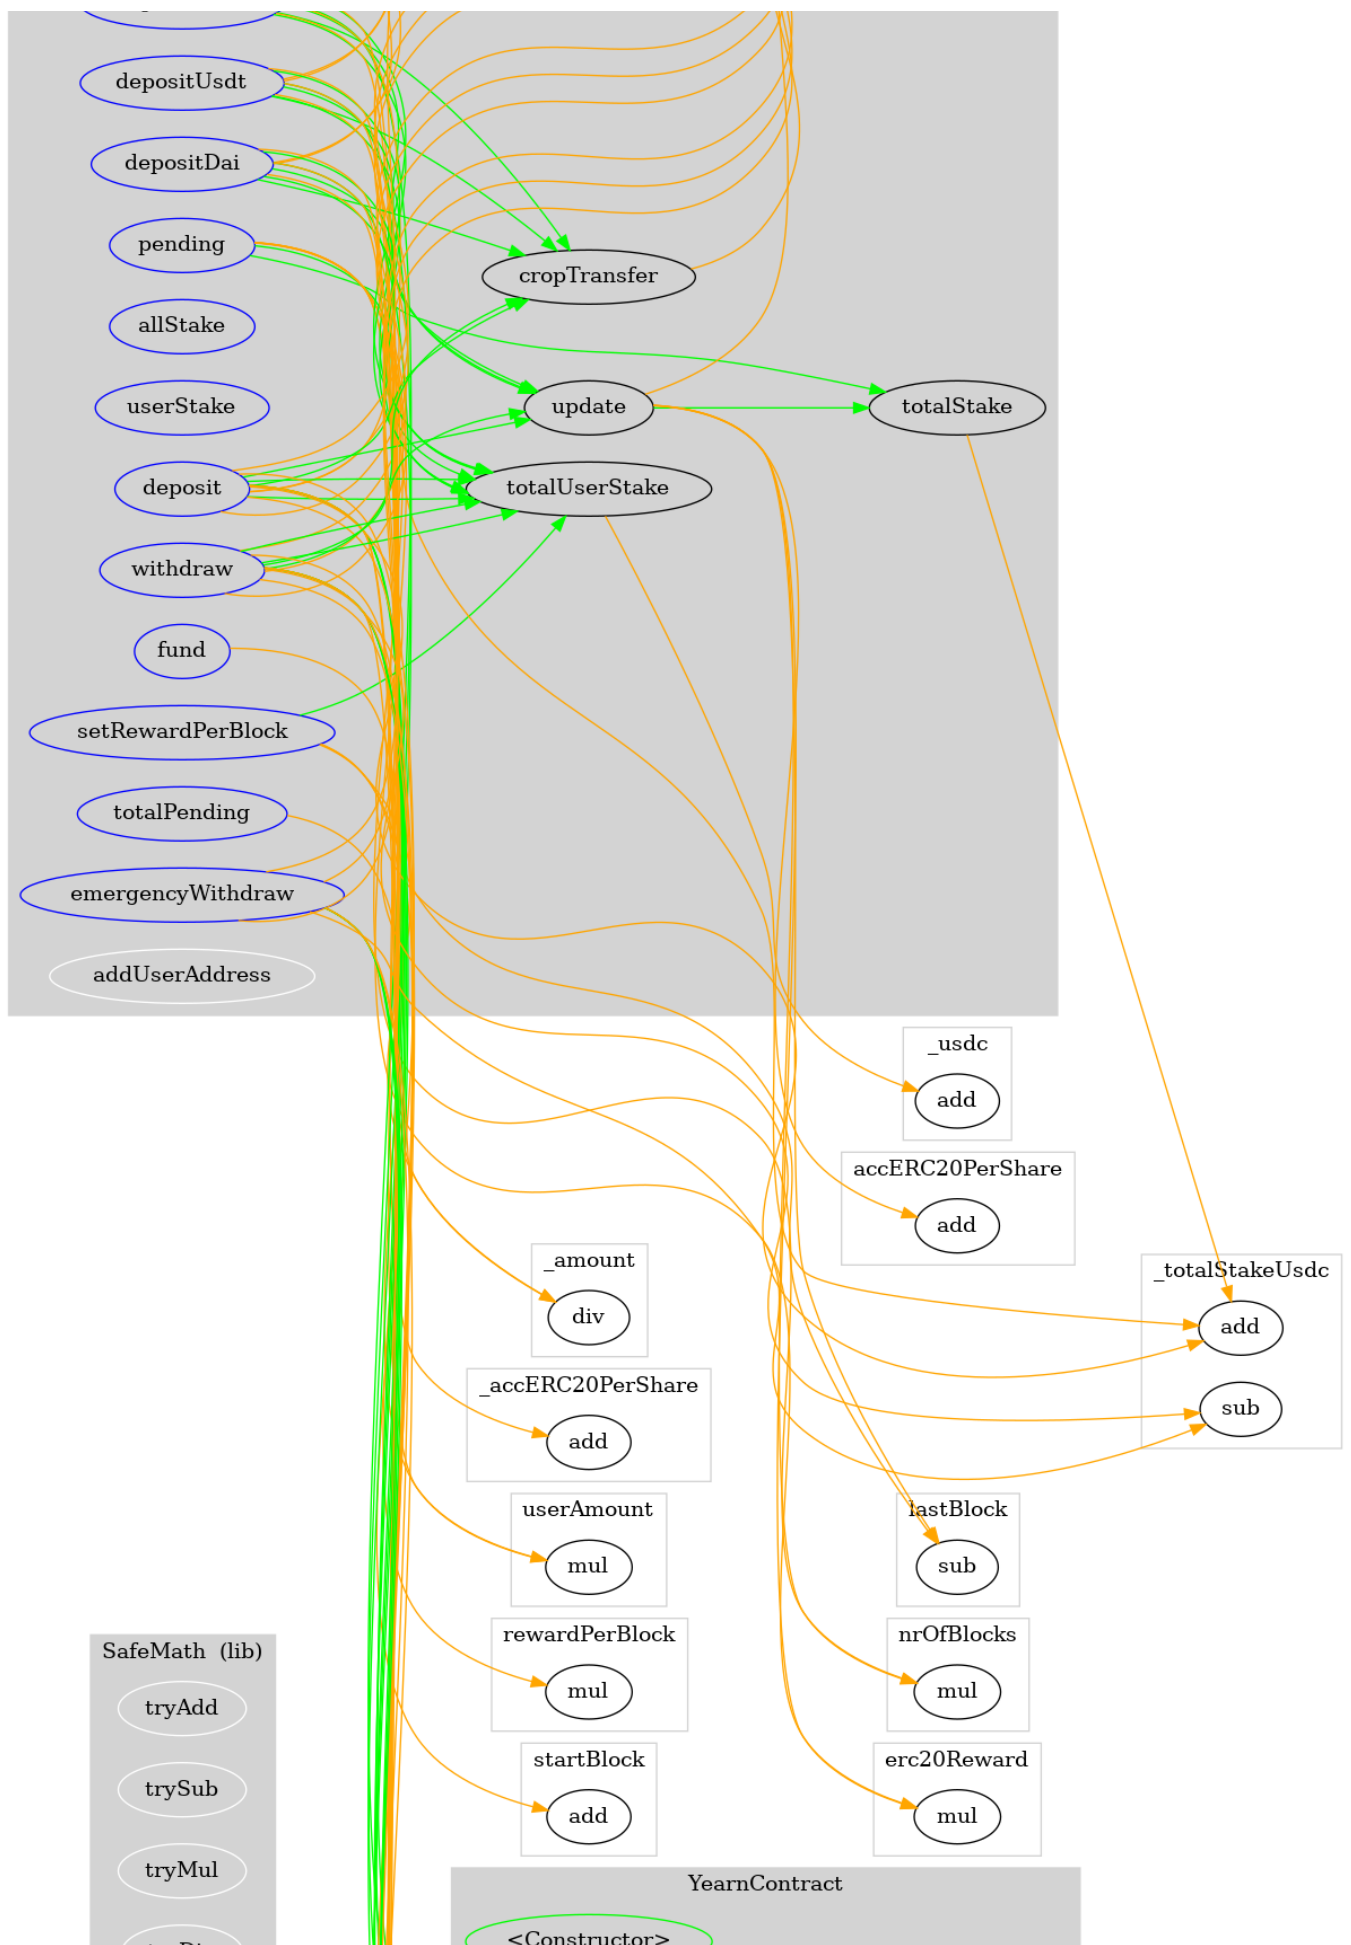 depositUsdt
depositDai
pending
cropTransfer
allStake
userStake
update
totalStake
deposit
totalUserStake
withdraw
fund
setRewardPerBlock
totalPending
emergencyWithdraw
addUserAddress
_usdc
add
accERC20PerShare
add
_amount
div
_totalStakeUsdc
add
sub
_accERC20PerShare
add
userAmount
mul
lastBlock
sub
rewardPerBlock
mul
nrOfBlocks
mul
SafeMath (lib)
tryAdd
trySub
tryMul
startBlock
add
erc20Reward
mul
YearnContract
<Constructor>